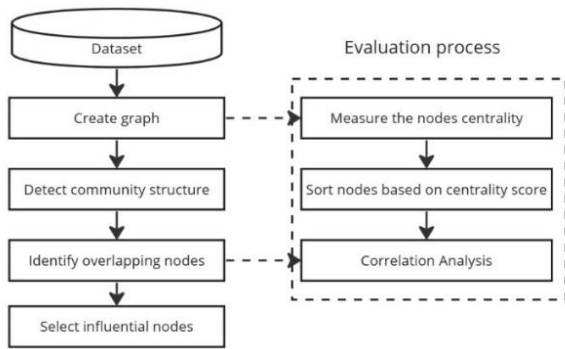 Dataset
Evaluation process
Create graph
Measure the nodes centrality
Detect community structure
Sort nodes based on centrality score
Identify overlapping nodes
Correlation Analysis
Select influential nodes